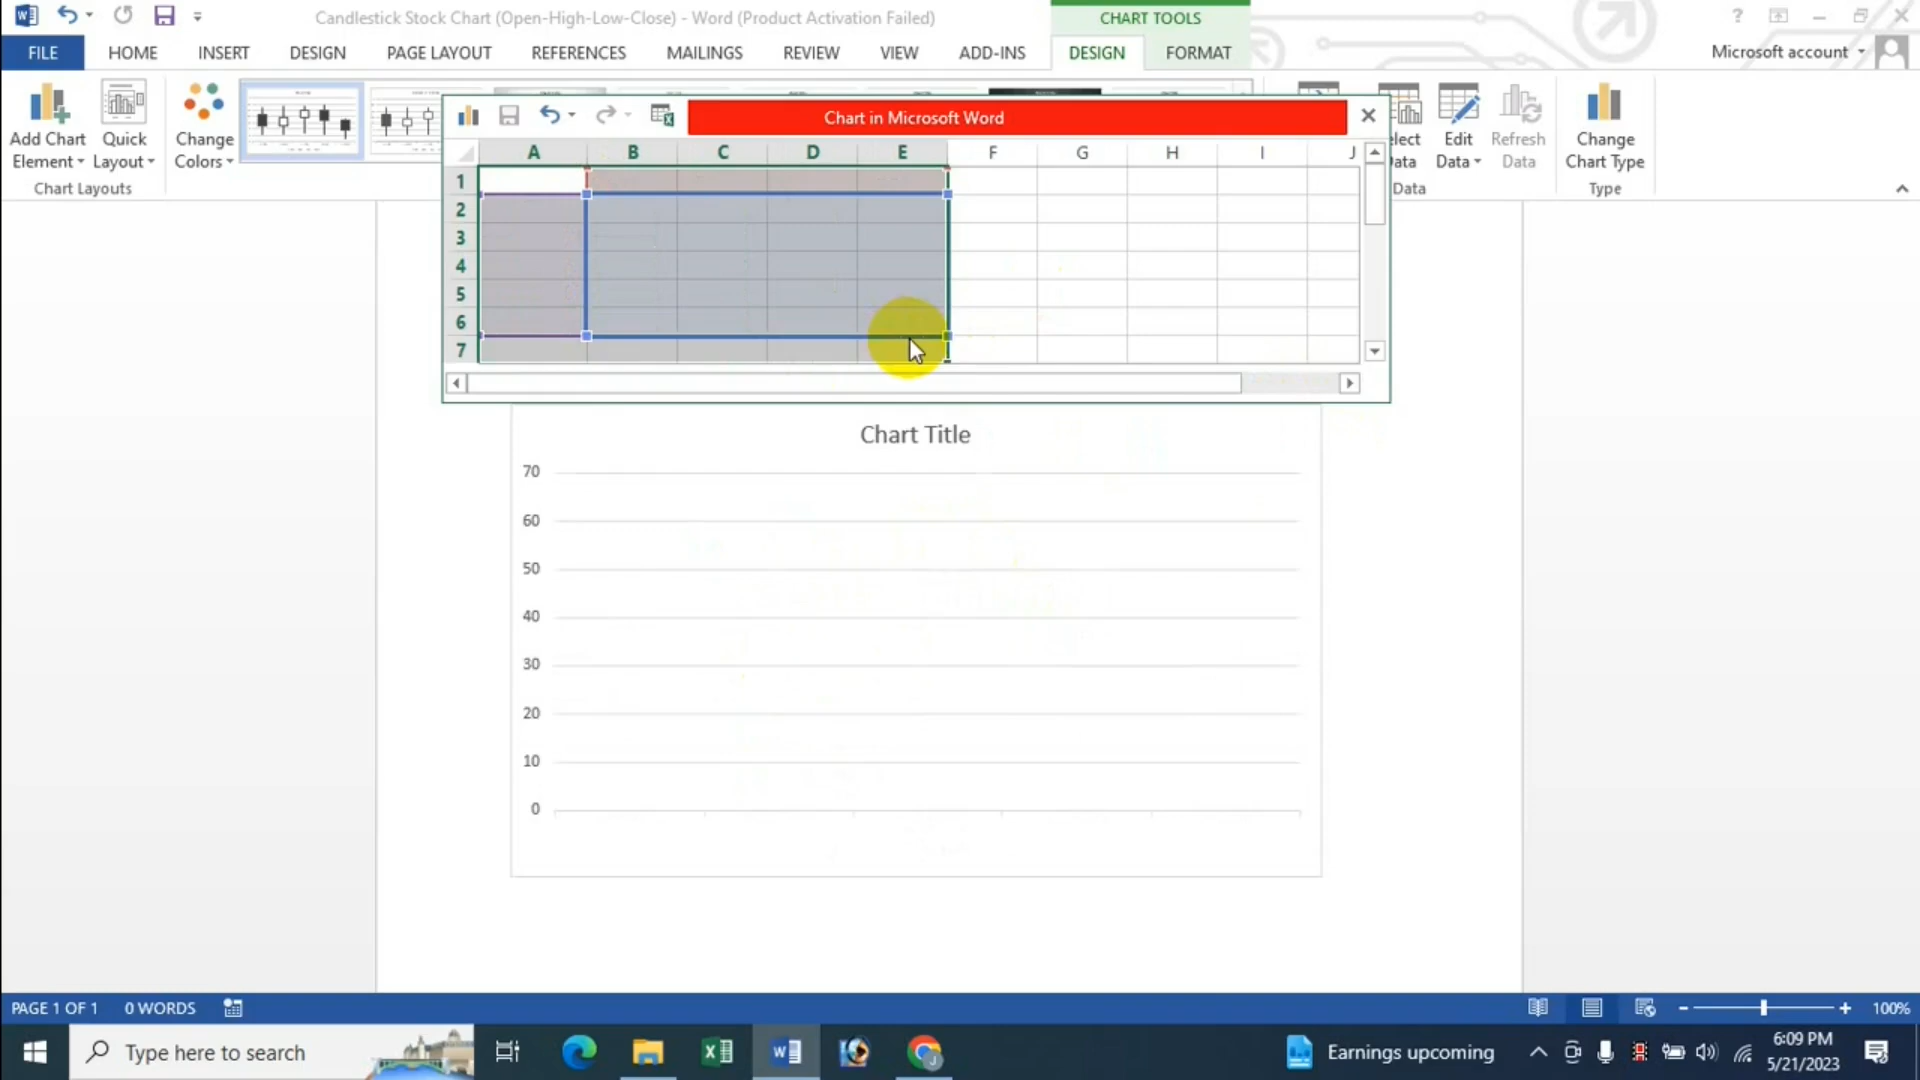 Candlestick Stock Chart (Open-High-Low-Close) - Word (Product Activation Failed)
CHART TOOLS
?
FILE
HOME
INSERT
DESIGN
PAGE LAYOUT
REFERENCES
MAILINGS
REVIEW
VIEW
ADD-INS
DESIGN
FORMAT
Microsoft account
Add Chart
Element
Quick
Layout
Chart Layouts
Change
Colors
Chart in Microsoft Word
elect
ata
Edit
Data
Refresh
Data
Data
Change
Chart Type
Type
A B C D E F G H I J
1
2
3
4
5
6
7
Chart Title
70
60
50
40
30
20
10
0
PAGE 1 OF 1
0 WORDS
100%
Type here to search
Earnings upcoming
6:09 PM
5/21/2023